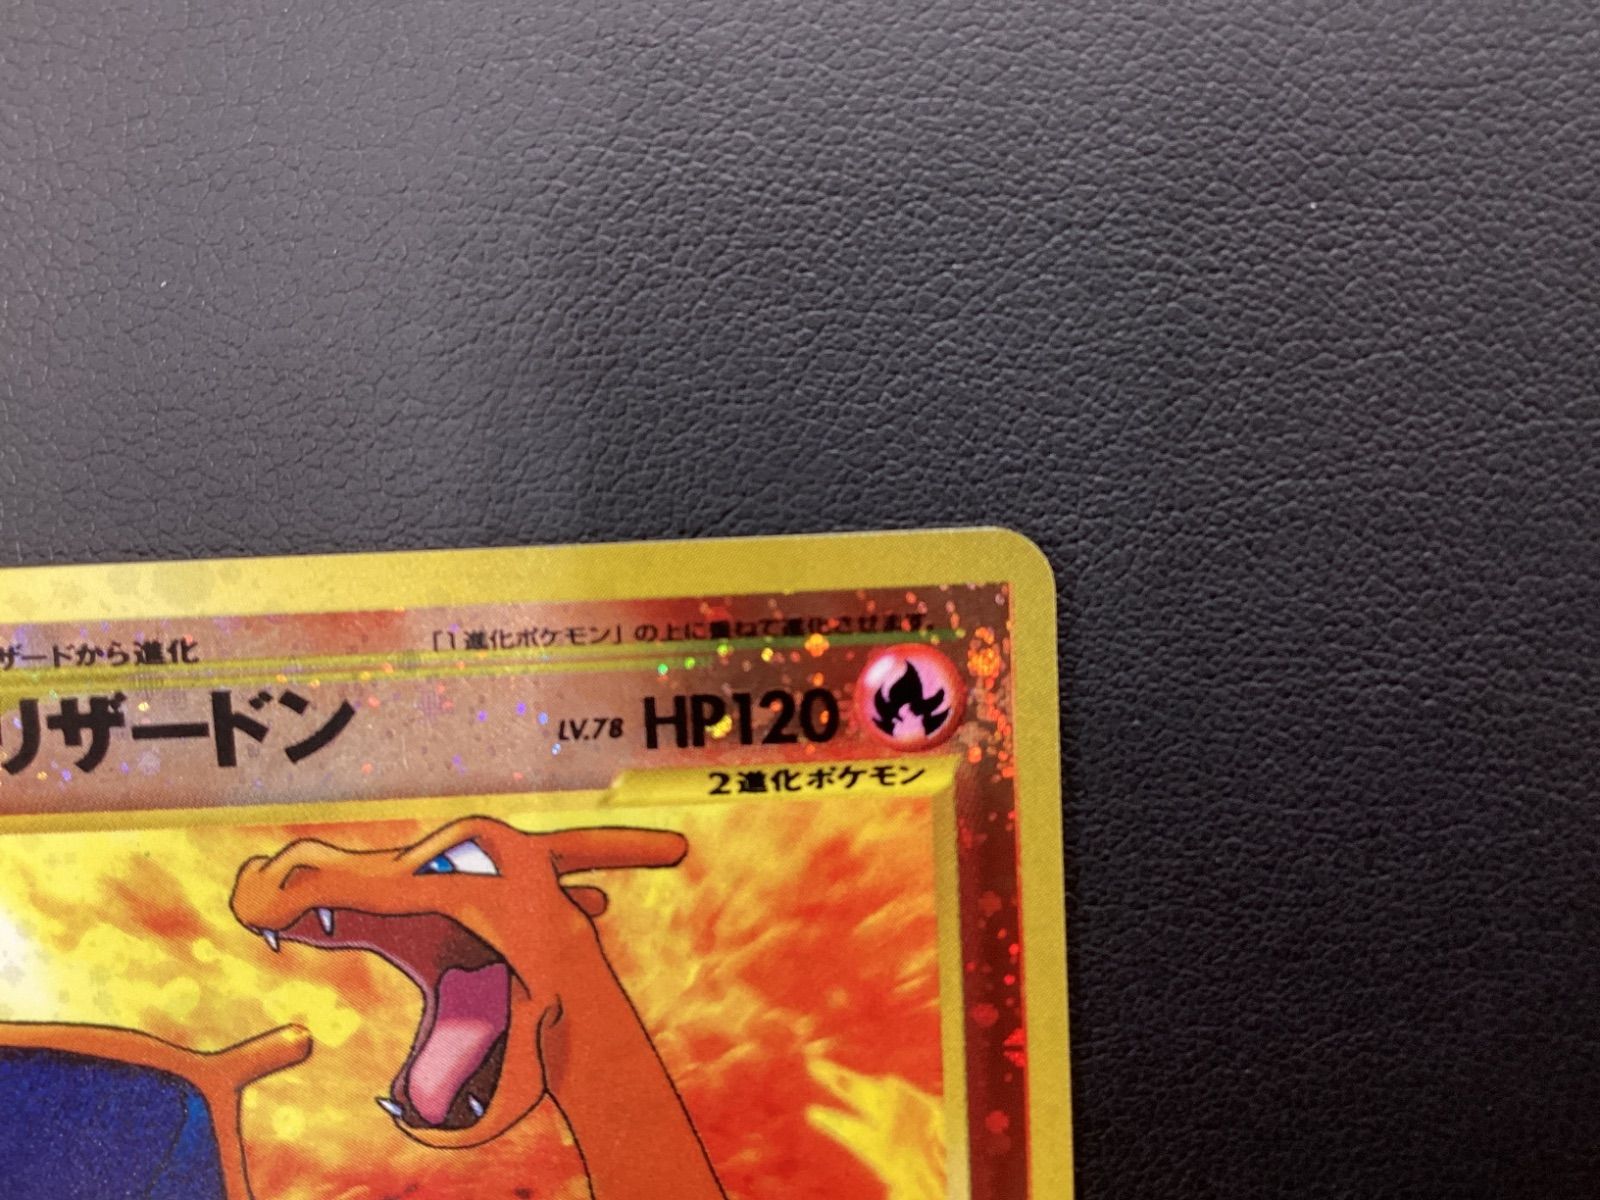 ザードから進化 「1進化ポケモン」の上に重ねて進化させます。
リザードン LV.78 HP120
2進化ポケモン